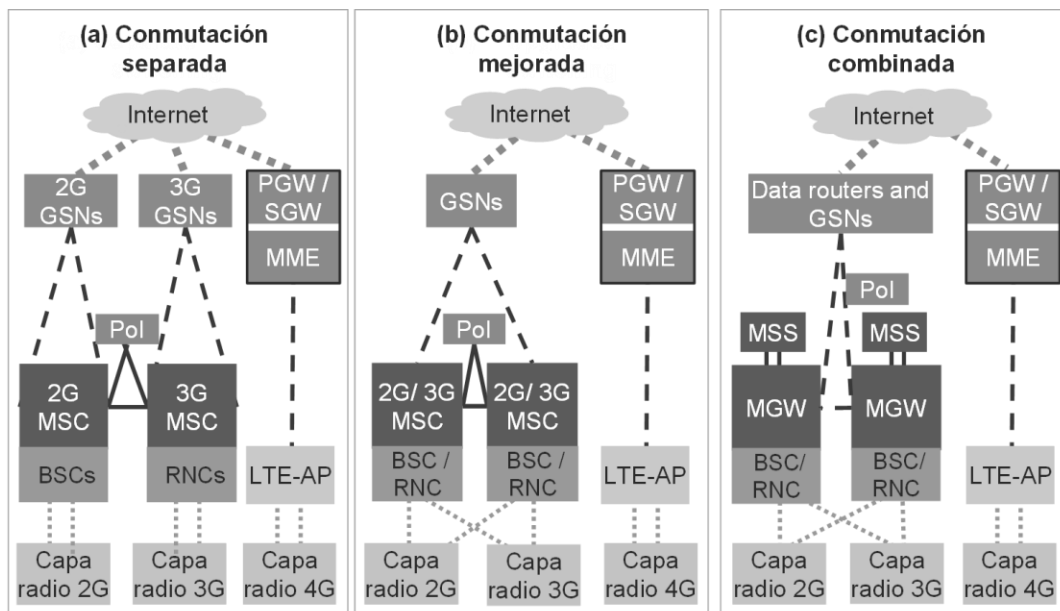 (a) Conmutación
separada
Internet
2G
GSNs
3G
GSNs
PGW /
SGW
MME
PoI
2G
MSC
3G
MSC
BSCs
RNCs
LTE-AP
Capa
radio 2G
Capa
radio 3G
Capa
radio 4G
(b) Conmutación
mejorada
Internet
GSNs
PGW /
SGW
MME
PoI
2G/ 3G
MSC
2G/ 3G
MSC
BSC /
RNC
BSC /
RNC
LTE-AP
Capa
radio 2G
Capa
radio 3G
Capa
radio 4G
(c) Conmutación
combinada
Internet
Data routers and
GSNs
PGW /
SGW
MME
PoI
MSS
MSS
MGW
MGW
BSC/
RNC
BSC/
RNC
LTE-AP
Capa
radio 2G
Capa
radio 3G
Capa
radio 4G